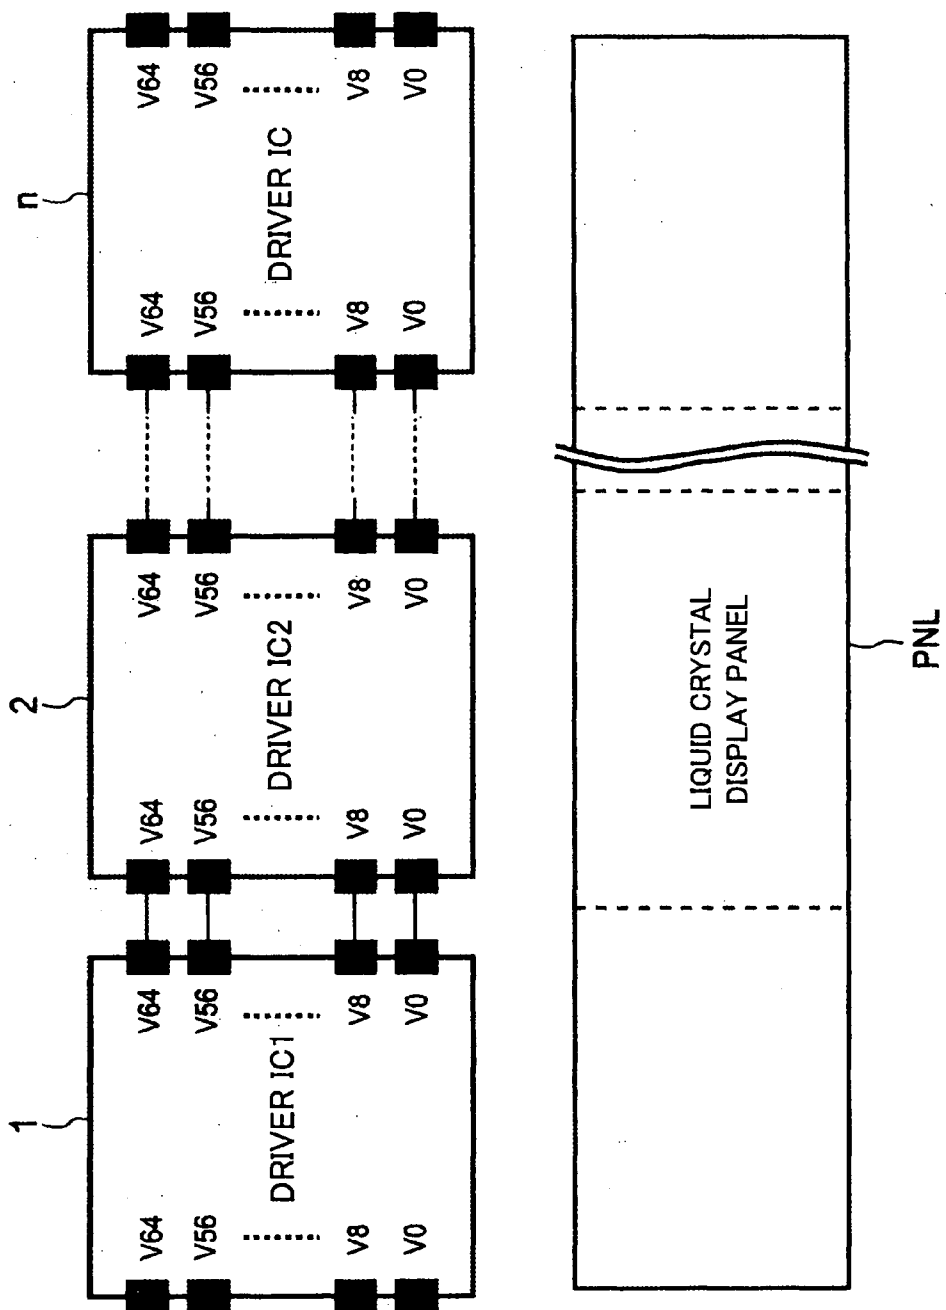 1
V64 V64
V56 V56
DRIVER IC1
V8 V8
V0 V0
2
V64 V64
V56 V56
DRIVER IC2
V8 V8
V0 V0
n
V64 V64
V56 V56
DRIVER IC
V8 V8
V0 V0
LIQUID CRYSTAL
DISPLAY PANEL
PNL